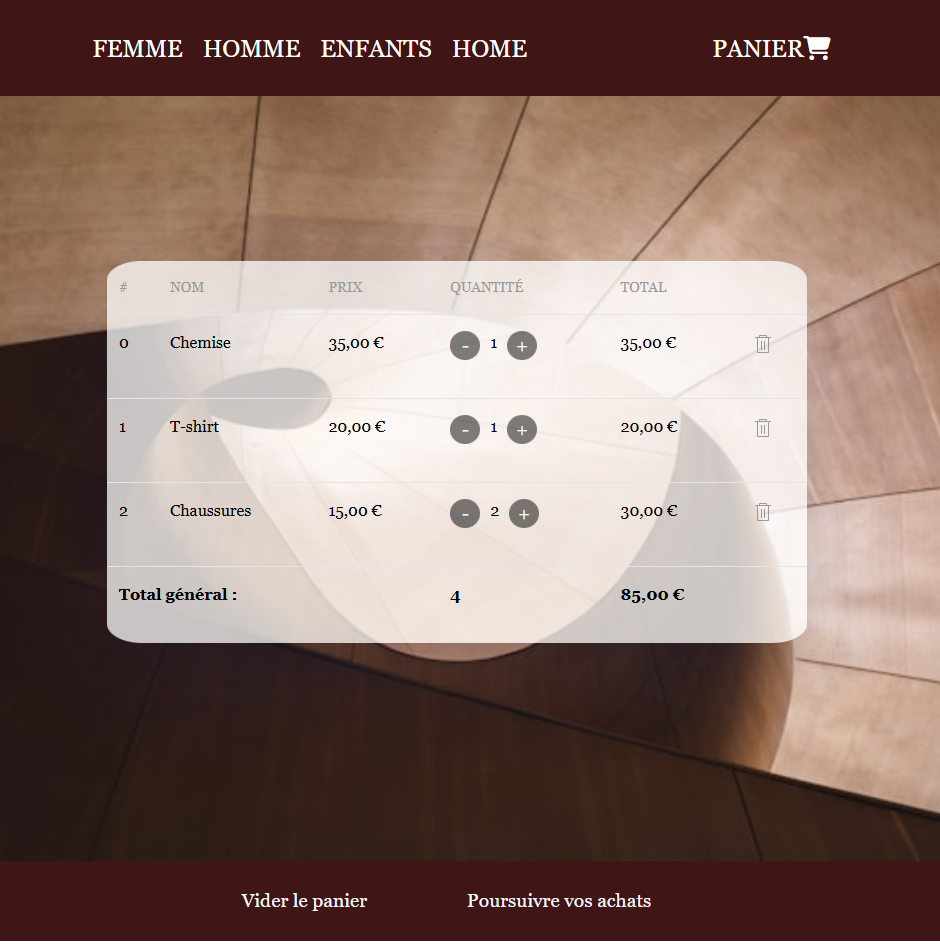 FEMME HOMME ENFANTS HOME PANIER
# NOM PRIX QUANTITÉ TOTAL
0 Chemise 35,00 € - 1 + 35,00 €
1 T-shirt 20,00 € - 1 + 20,00 €
2 Chaussures 15,00 € - 2 + 30,00 €
Total général : 4 85,00 €
Vider le panier Poursuivre vos achats